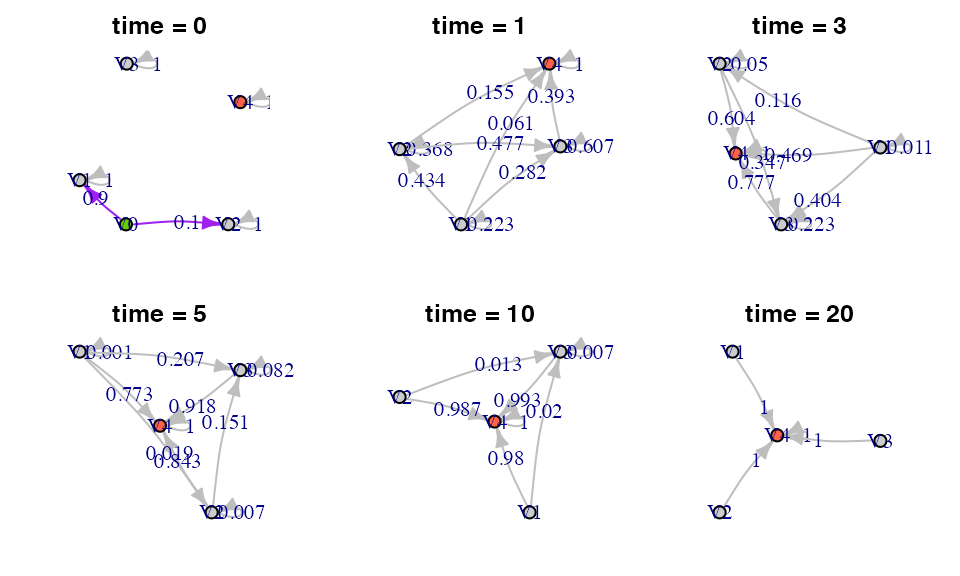 time = 0
time = 1
time = 3
V3 1
V4 1
V1 1
0.9
V0
0.1
V2 1
V4 1
0.155
0.393
0.061
V2 0.368
0.477
V3 0.607
0.434
0.282
V1 0.223
V2 0.05
0.116
0.604
V4 1
0.469
0.347
V1 0.011
0.777
0.404
V3 0.223
time = 5
time = 10
time = 20
V1 0.001
0.207
V3 0.082
0.773
0.918
V4 1
0.151
0.019
0.843
V2 0.007
V3 0.007
0.013
V2
0.987
0.993
0.02
V4 1
0.98
V1
V1
1
V4 1
1
V3
1
V2